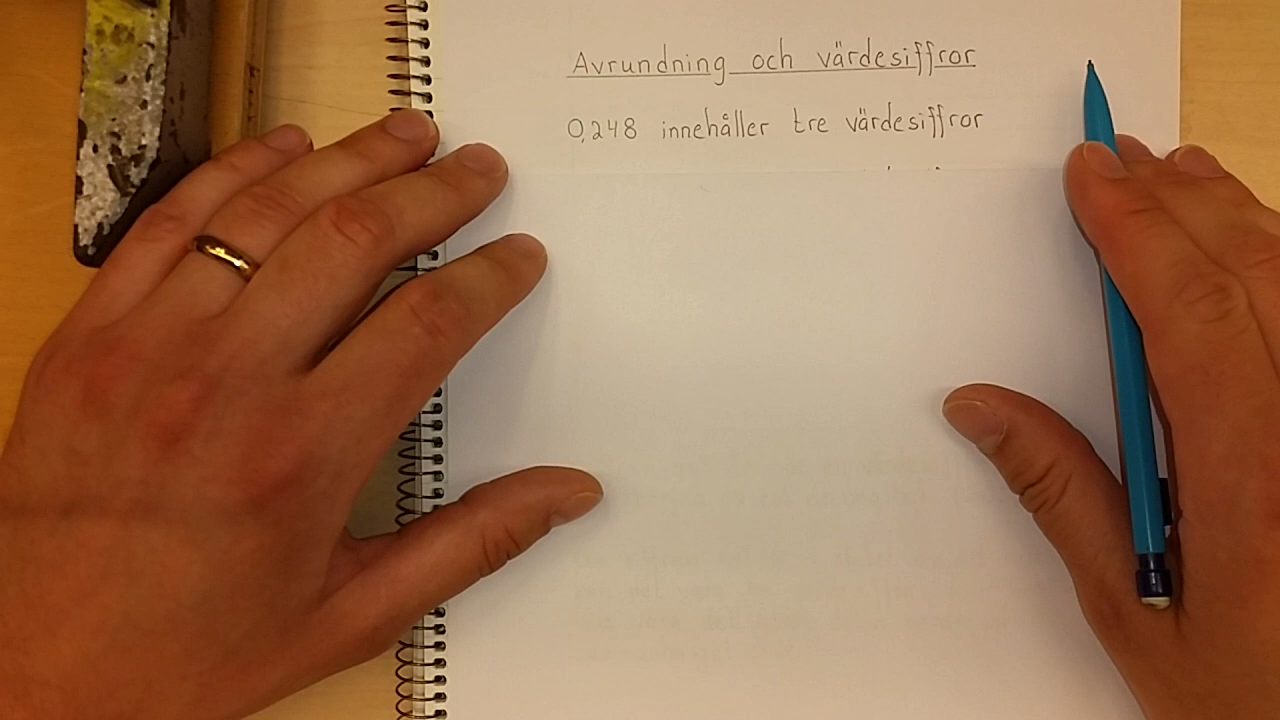 Avrundning och värdesiffror
0,248 innehåller tre värdesiffror